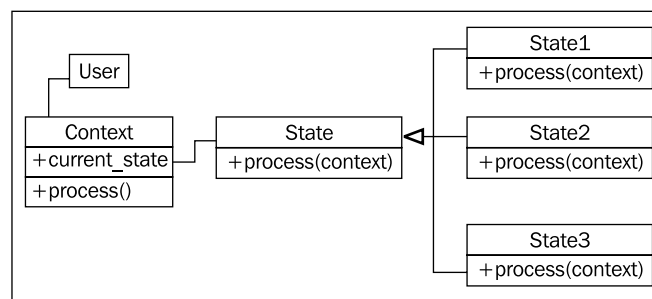 User
Context
+current_state
+process()
State
+process(context)
State1
+process(context)
State2
+process(context)
State3
+process(context)